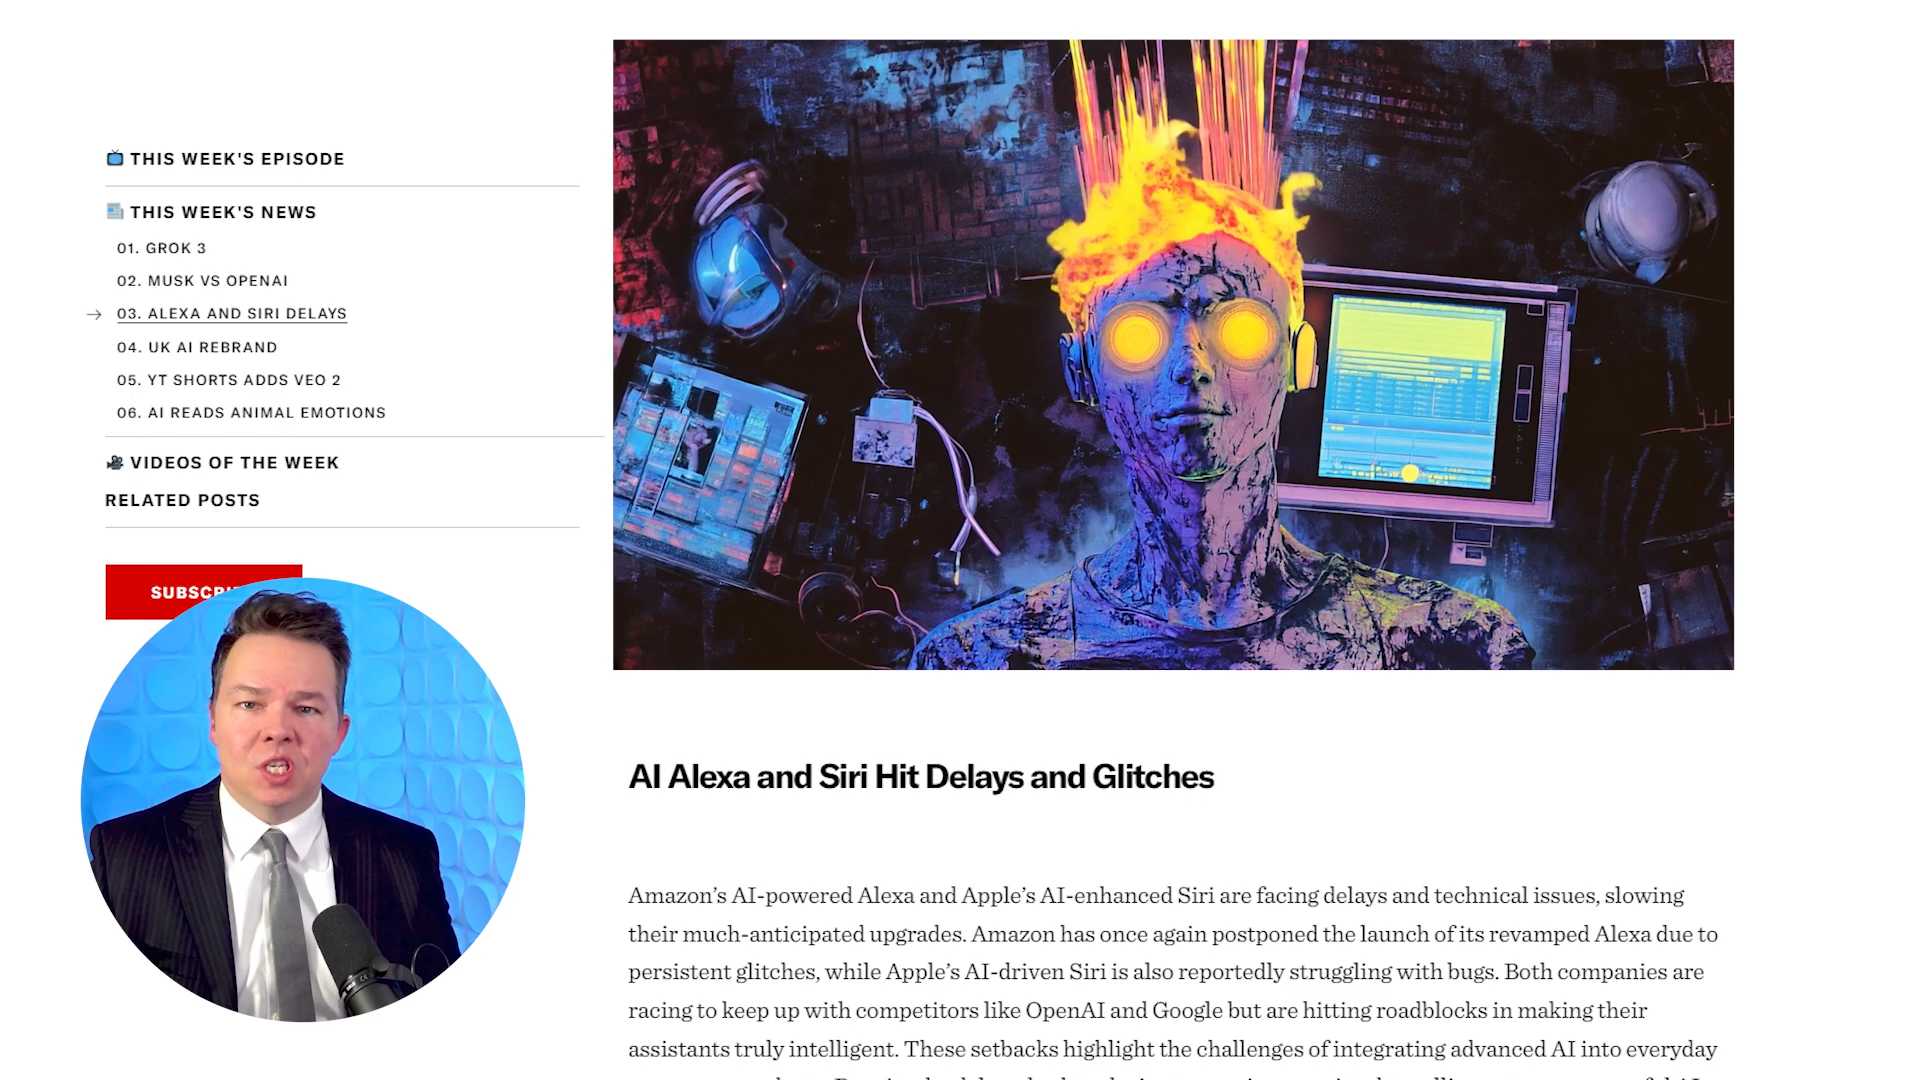 THIS WEEK'S EPISODE
THIS WEEK'S NEWS
01. GROK 3
02. MUSK VS OPENAI
03. ALEXA AND SIRI DELAYS
04. UK AI REBRAND
05. YT SHORTS ADDS VEO 2
06. AI READS ANIMAL EMOTIONS
VIDEOS OF THE WEEK
RELATED POSTS
AI Alexa and Siri Hit Delays and Glitches
Amazon’s AI-powered Alexa and Apple’s AI-enhanced Siri are facing delays and technical issues, slowing
their much-anticipated upgrades. Amazon has once again postponed the launch of its revamped Alexa due to
persistent glitches, while Apple’s AI-driven Siri is also reportedly struggling with bugs. Both companies are
racing to keep up with competitors like OpenAI and Google but are hitting roadblocks in making their
assistants truly intelligent. These setbacks highlight the challenges of integrating advanced AI into everyday